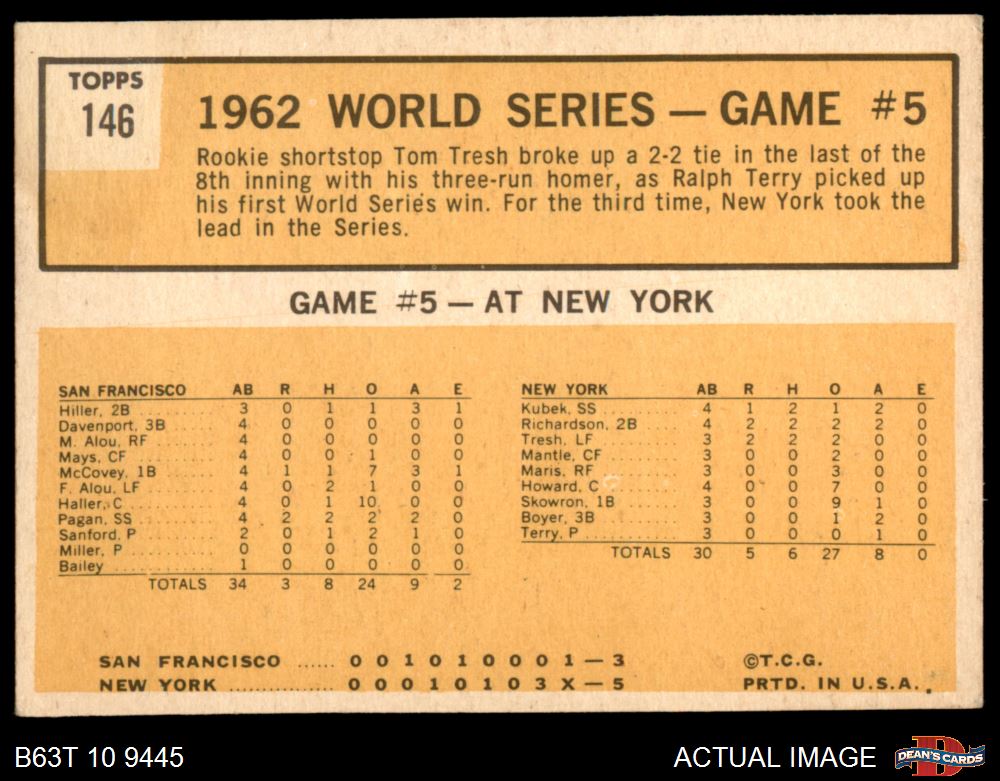 TOPPS
146
1962 WORLD SERIES — GAME #5
Rookie shortstop Tom Tresh broke up a 2-2 tie in the last of the
8th inning with his three-run homer, as Ralph Terry picked up
his first World Series win. For the third time, New York took the
lead in the Series.
GAME #5 — AT NEW YORK
SAN FRANCISCO AB R H O A E
Hiller, 2B ........... 3 0 1 1 3 1
Davenport, 3B ....... 4 0 0 0 0 0
M. Alou, RF ........ 4 0 0 0 0 0
Mays, CF ........... 4 0 0 1 0 0
McCovey, 1B ........ 4 1 1 7 3 1
F. Alou, LF ......... 4 0 2 1 0 0
Haller, C ........... 4 0 1 10 0 0
Pagan, SS .......... 4 2 2 2 2 0
Sanford, P .......... 2 0 1 2 1 0
Miller, P ............ 0 0 0 0 0 0
Bailey .............. 1 0 0 0 0 0
TOTALS 34 3 8 24 9 2
NEW YORK AB R H O A E
Kubek, SS .......... 4 1 2 1 2 0
Richardson, 2B ...... 4 2 2 2 2 0
Tresh, LF ........... 3 2 2 2 0 0
Mantle, CF .......... 3 0 0 2 0 0
Maris, RF ........... 3 0 0 3 0 0
Howard, C .......... 4 0 0 7 0 0
Skowron, 1B ........ 3 0 0 9 1 0
Boyer, 3B .......... 3 0 0 1 2 0
Terry, P ............ 3 0 0 0 1 0
TOTALS 30 5 6 27 8 0
SAN FRANCISCO ...... 0 0 1 0 1 0 0 0 1 — 3
NEW YORK ............... 0 0 0 1 0 1 0 3 X — 5
©T.C.G.
PRTD. IN U.S.A.
B63T 10 9445
ACTUAL IMAGE
DEAN'S CARDS